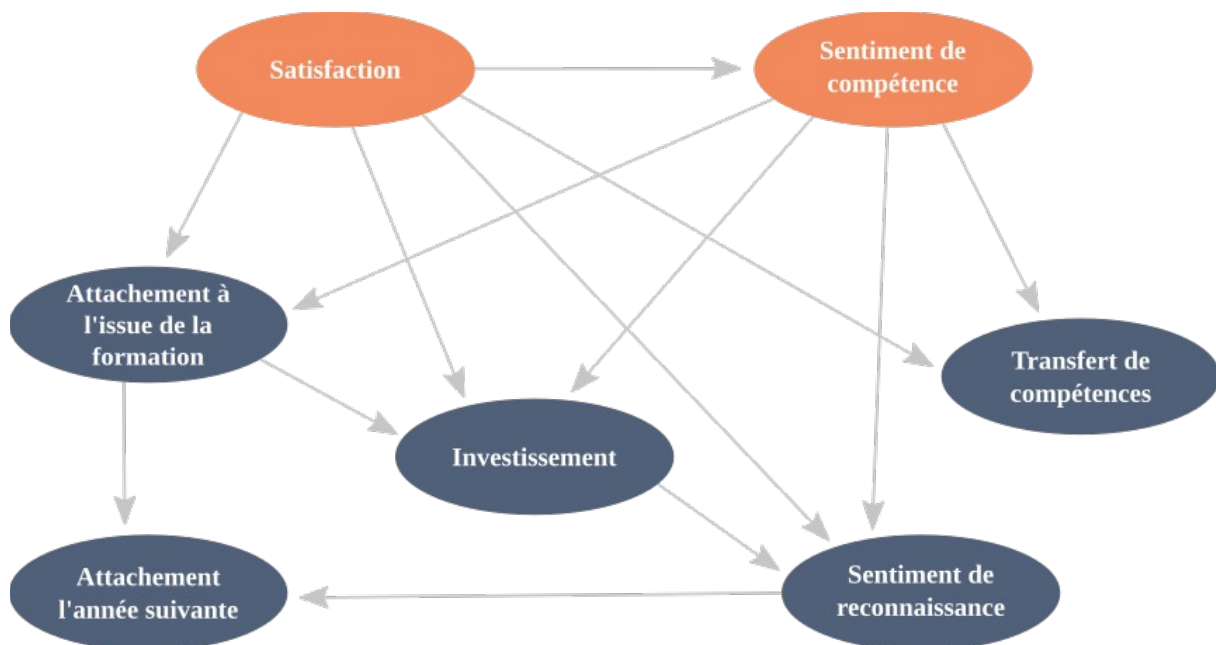 Satisfaction
Sentiment de
compétence
Attachement à
l'issue de la
formation
Transfert de
compétences
Investissement
Attachement
l'année suivante
Sentiment de
reconnaissance